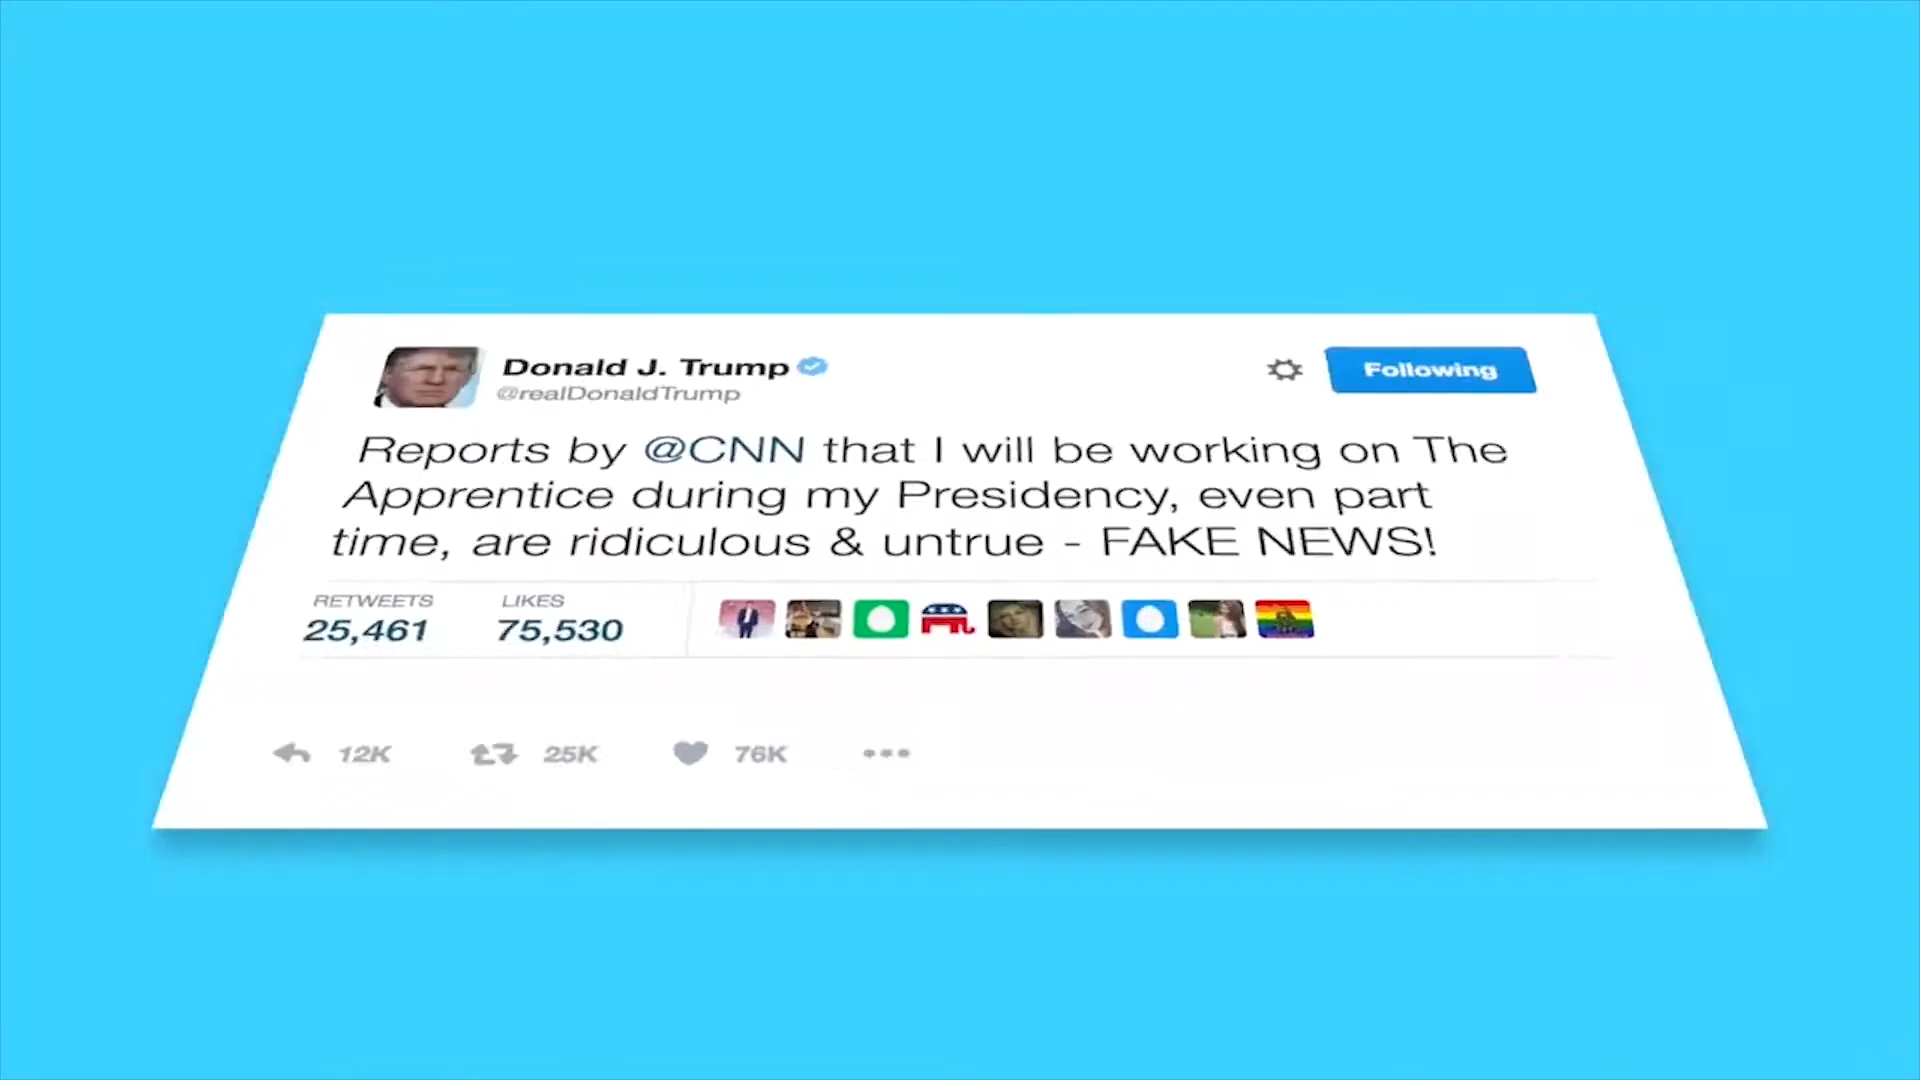 Donald J. Trump
@realDonaldTrump
Following
Reports by @CNN that I will be working on The
Apprentice during my Presidency, even part
time, are ridiculous & untrue - FAKE NEWS!
RETWEETS LIKES
25,461 75,530
12K 25K 76K